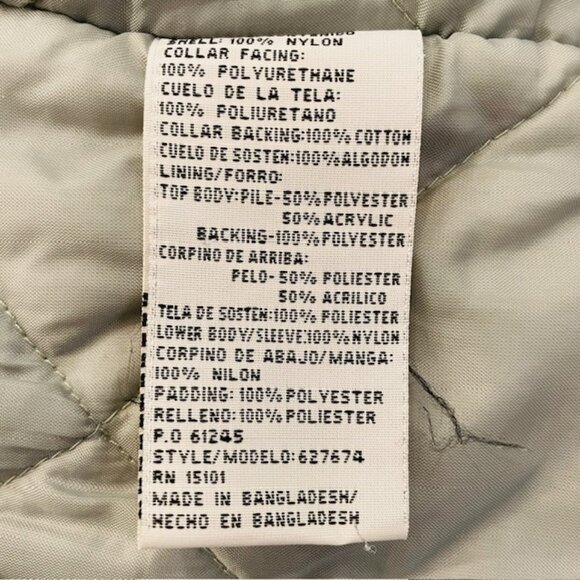 SHELL: 100% NYLON
COLLAR FACING:
100% POLYURETHANE
CUELO DE LA TELA:
100% POLIURETANO
COLLAR BACKING:100% COTTON
CUELO DE SOSTEN:100%ALGODON
LINING/FORRO:
TOP BODY:PILE-50%POLYESTER
50%ACRYLIC
BACKING-100%POLYESTER
CORPINO DE ARRIBA:
PELO-50% POLIESTER
50% ACRILICO
TELA DE SOSTEN:100% POLIESTER
LOWER BODY/SLEEVE:100%NYLON
CORPINO DE ABAJO/MANGA:
100% NILON
PADDING: 100%POLYESTER
RELLENO:100%POLIESTER
P.O 61245
STYLE/MODELO:627674
RN 15101
MADE IN BANGLADESH/
HECHO EN BANGLADESH